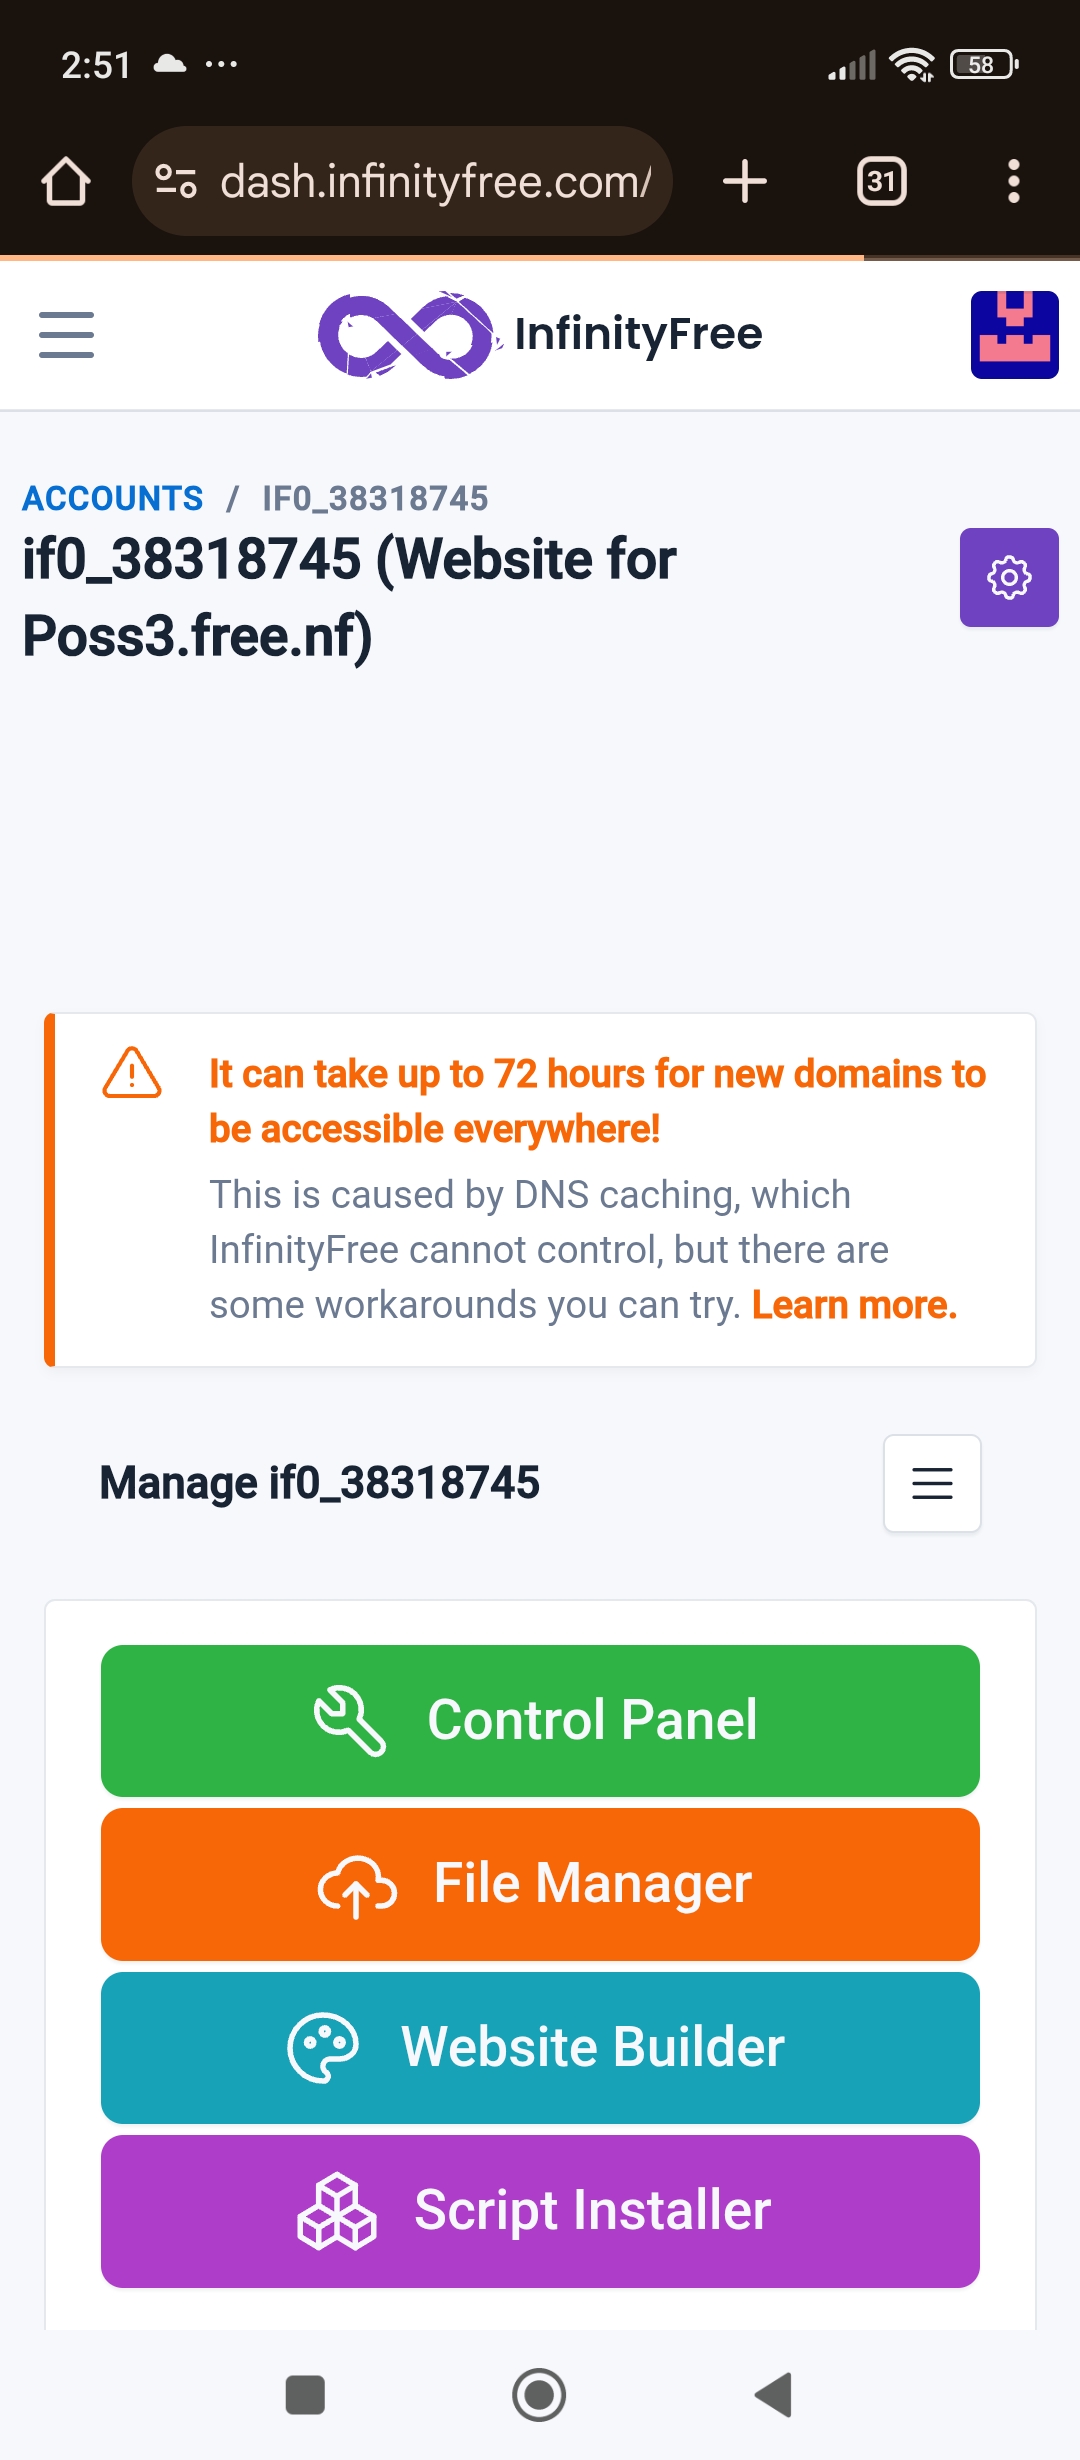 2:51
58
dash.infinityfree.com/
31
InfinityFree
ACCOUNTS / IF0_38318745
if0_38318745 (Website for
Poss3.free.nf)
It can take up to 72 hours for new domains to
be accessible everywhere!
This is caused by DNS caching, which
InfinityFree cannot control, but there are
some workarounds you can try. Learn more.
Manage if0_38318745
Control Panel
File Manager
Website Builder
Script Installer